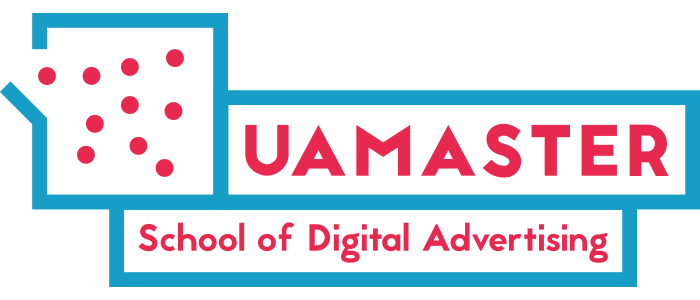 UAMASTER
School of Digital Advertising